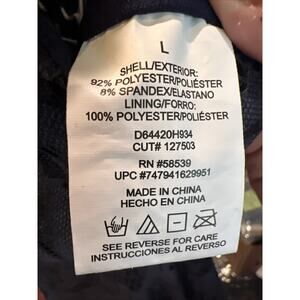 L
SHELL/EXTERIOR:
92% POLYESTER/POLIÉSTER
8% SPANDEX/ELASTANO
LINING/FORRO:
100% POLYESTER/POLIÉSTER
D64420H934
CUT# 127503
RN #58539
UPC #747941629951
MADE IN CHINA
HECHO EN CHINA
SEE REVERSE FOR CARE
INSTRUCCIONES AL REVERSO